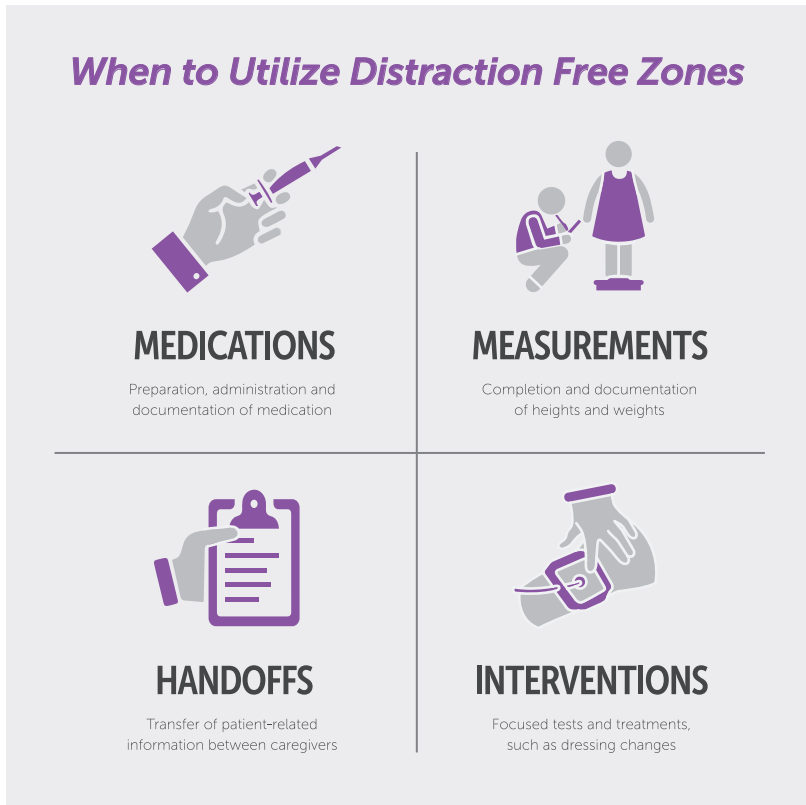 When to Utilize Distraction Free Zones
MEDICATIONS
Preparation, administration and
documentation of medication
MEASUREMENTS
Completion and documentation
of heights and weights
HANDOFFS
Transfer of patient-related
information between caregivers
INTERVENTIONS
Focused tests and treatments,
such as dressing changes